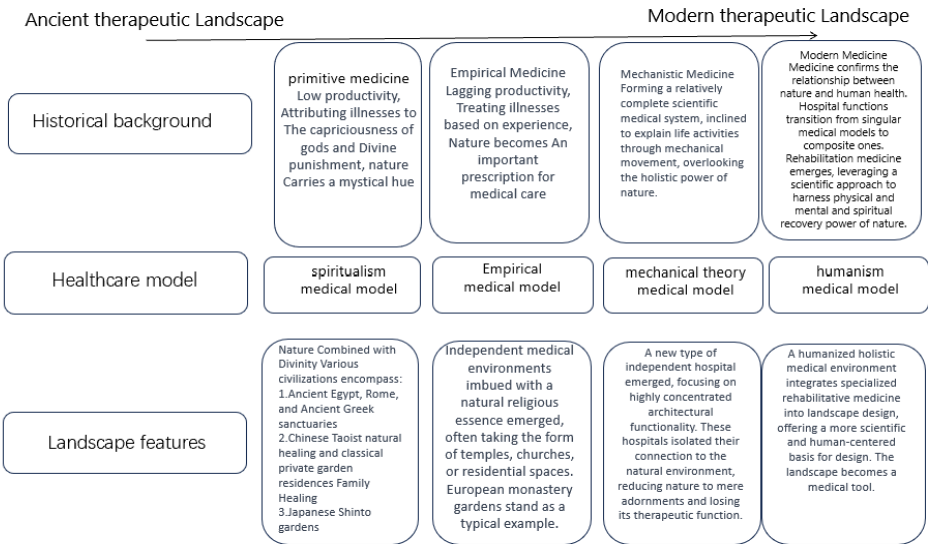 Ancient therapeutic Landscape
Modern therapeutic Landscape
Historical background
primitive medicine
Low productivity,
Attributing illnesses to
The capriciousness of
gods and Divine
punishment, nature
Carries a mystical hue
Empirical Medicine
Lagging productivity,
Treating illnesses
based on experience,
Nature becomes An
important
prescription for
medical care
Mechanistic Medicine
Forming a relatively
complete scientific
medical system, inclined
to explain life activities
through mechanical
movement, overlooking
the holistic power of
nature.
Modern Medicine
Medicine confirms the
relationship between
nature and human health.
Hospital functions
transition from singular
medical models to
composite ones.
Rehabilitation medicine
emerges, leveraging a
scientific approach to
harness physical and
mental and spiritual
recovery power of nature.
Healthcare model
spiritualism
medical model
Empirical
medical model
mechanical theory
medical model
humanism
medical model
Landscape features
Nature Combined with
Divinity Various
civilizations encompass:
1.Ancient Egypt, Rome,
and Ancient Greek
sanctuaries
2.Chinese Taoist natural
healing and classical
private garden
residences Family
Healing
3.Japanese Shinto
gardens
Independent medical
environments
imbued with a
natural religious
essence emerged,
often taking the form
of temples, churches,
or residential spaces.
European monastery
gardens stand as a
typical example.
A new type of
independent hospital
emerged, focusing on
highly concentrated
architectural
functionality. These
hospitals isolated their
connection to the
natural environment,
reducing nature to mere
adornments and losing
its therapeutic function.
A humanized holistic
medical environment
integrates specialized
rehabilitative medicine
into landscape design,
offering a more scientific
and human-centered
basis for design. The
landscape becomes a
medical tool.